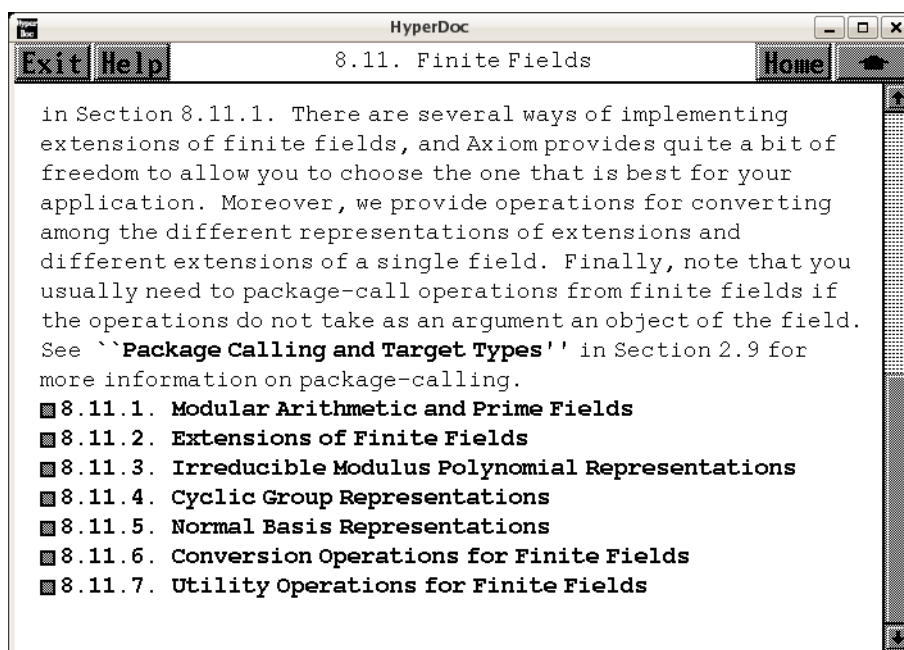 Hyper Doc
HyperDoc
Exit Help 8.11. Finite Fields Home
in Section 8.11.1. There are several ways of implementing
extensions of finite fields, and Axiom provides quite a bit of
freedom to allow you to choose the one that is best for your
application. Moreover, we provide operations for converting
among the different representations of extensions and
different extensions of a single field. Finally, note that you
usually need to package-call operations from finite fields if
the operations do not take as an argument an object of the field.
See ``Package Calling and Target Types'' in Section 2.9 for
more information on package-calling.
8.11.1. Modular Arithmetic and Prime Fields
8.11.2. Extensions of Finite Fields
8.11.3. Irreducible Modulus Polynomial Representations
8.11.4. Cyclic Group Representations
8.11.5. Normal Basis Representations
8.11.6. Conversion Operations for Finite Fields
8.11.7. Utility Operations for Finite Fields